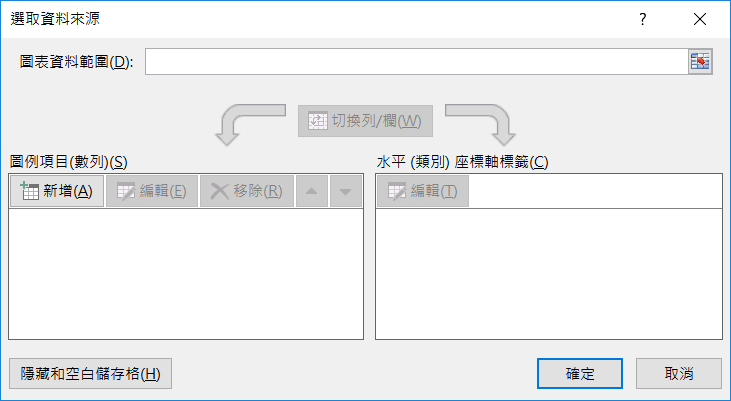 選取資料來源
?
圖表資料範圍(D):
切換列/欄(W)
圖例項目(數列)(S)
水平 (類別) 座標軸標籤(C)
新增(A) 編輯(E) 移除(R)
編輯(T)
隱藏和空白儲存格(H)
確定
取消